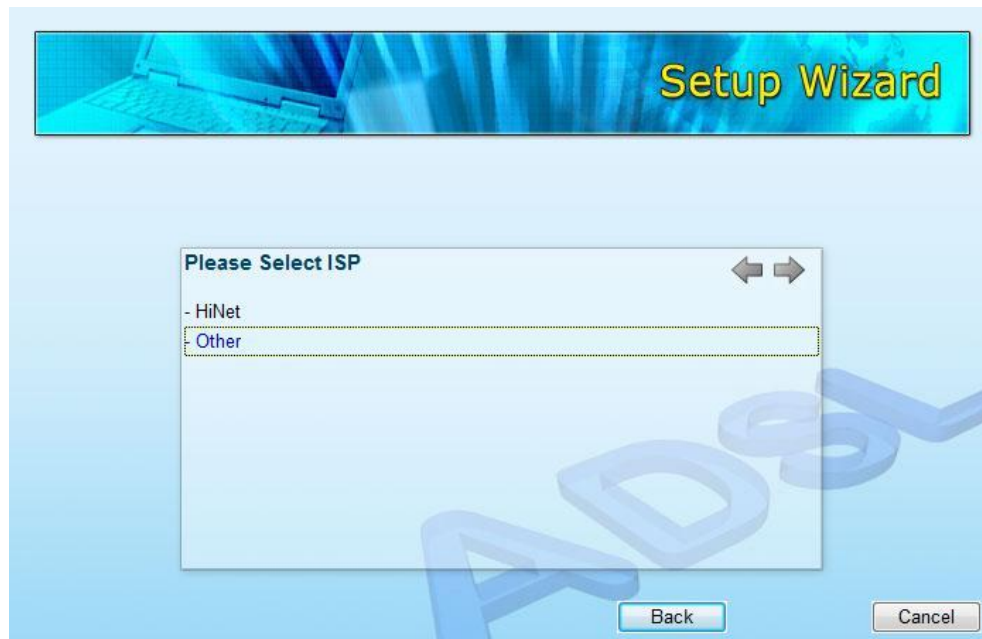 Setup Wizard
Please Select ISP
- HiNet
- Other
ADSL
Back
Cancel